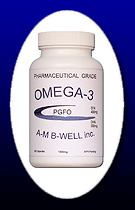 PHARMACEUTICAL GRADE
OMEGA-3
PGFO
A-M B-WELL inc.